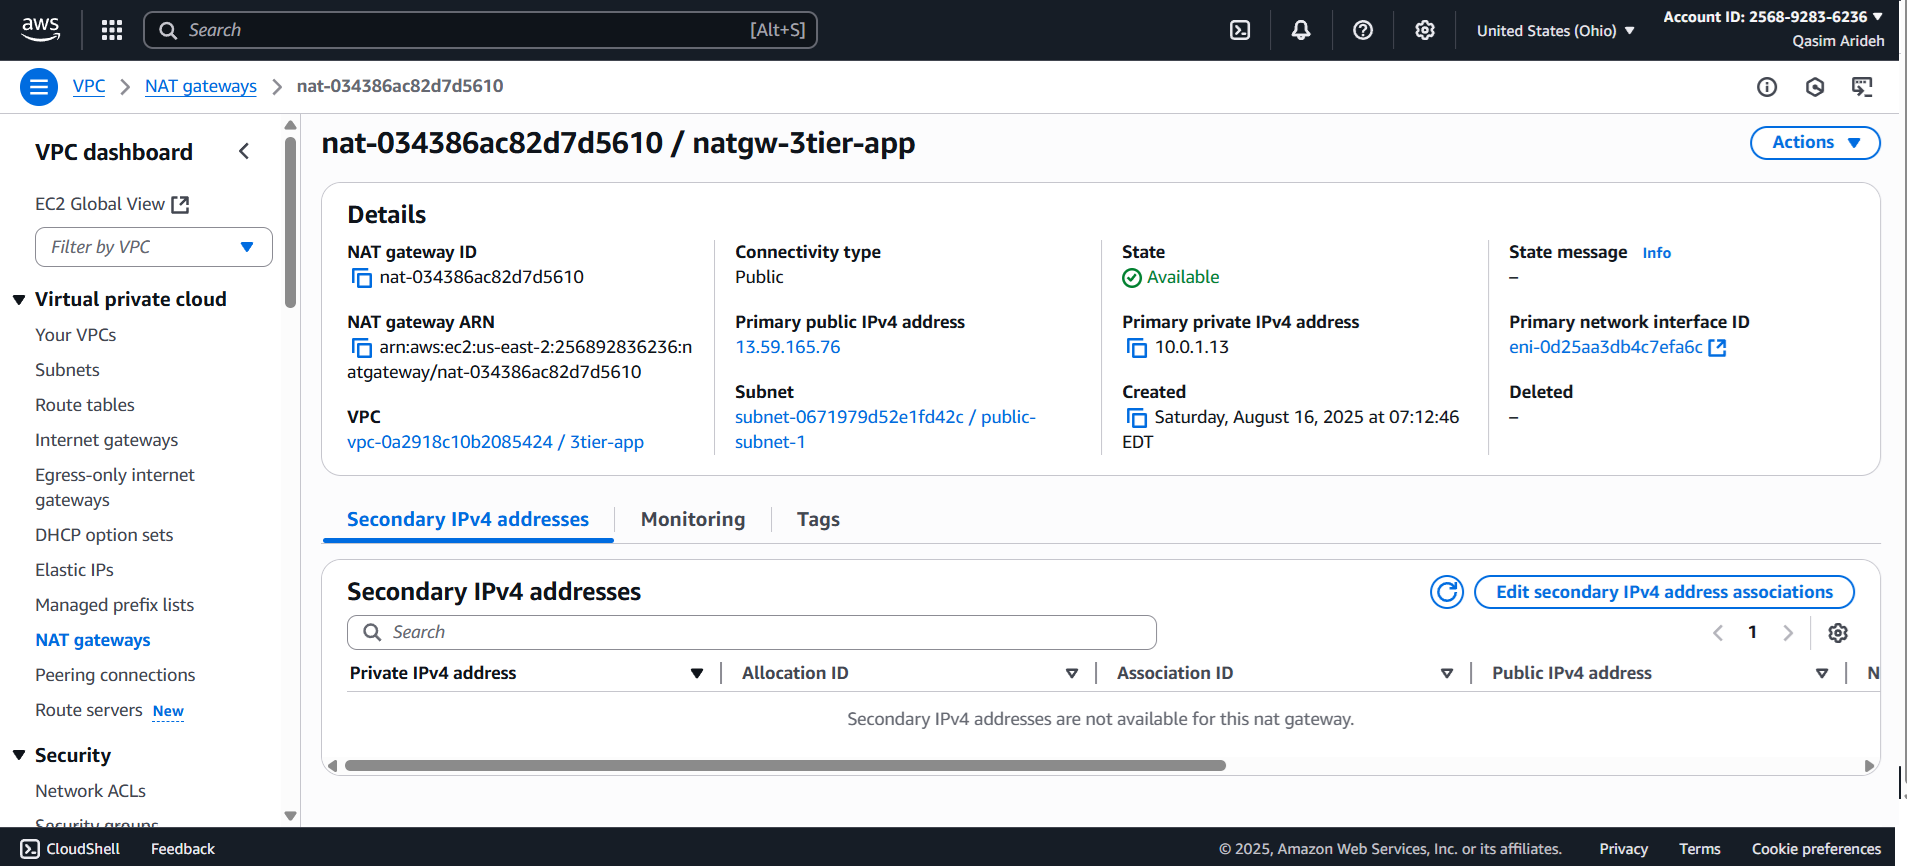 aws
Search
[Alt+S]
United States (Ohio)
Account ID: 2568-9283-6236
Qasim Arideh
VPC
NAT gateways
nat-034386ac82d7d5610
VPC dashboard
EC2 Global View
Filter by VPC
Virtual private cloud
Your VPCs
Subnets
Route tables
Internet gateways
Egress-only internet
gateways
DHCP option sets
Elastic IPs
Managed prefix lists
NAT gateways
Peering connections
Route servers New
Security
Network ACLs
Security groups
nat-034386ac82d7d5610 / natgw-3tier-app
Actions
Details
NAT gateway ID
nat-034386ac82d7d5610
NAT gateway ARN
arn:aws:ec2:us-east-2:256892836236:n
atgateway/nat-034386ac82d7d5610
VPC
vpc-0a2918c10b2085424 / 3tier-app
Connectivity type
Public
Primary public IPv4 address
13.59.165.76
Subnet
subnet-0671979d52e1fd42c / public-
subnet-1
State
Available
Primary private IPv4 address
10.0.1.13
Created
Saturday, August 16, 2025 at 07:12:46
EDT
State message Info
–
Primary network interface ID
eni-0d25aa3db4c7efa6c
Deleted
–
Secondary IPv4 addresses
Monitoring
Tags
Secondary IPv4 addresses
Edit secondary IPv4 address associations
Search
1
Private IPv4 address
Allocation ID
Association ID
Public IPv4 address
N
Secondary IPv4 addresses are not available for this nat gateway.
CloudShell
Feedback
© 2025, Amazon Web Services, Inc. or its affiliates.
Privacy
Terms
Cookie preferences